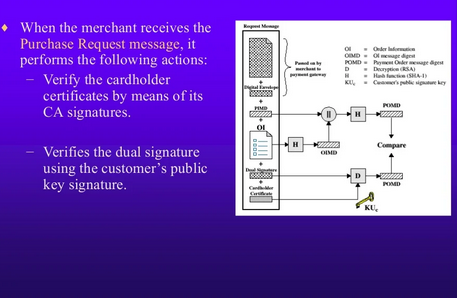 When the merchant receives the
Purchase Request message, it
performs the following actions:
– Verify the cardholder
certificates by means of its
CA signatures.
– Verifies the dual signature
using the customer’s public
key signature.
Request Message
Passed on by
merchant to
payment gateway
OI = Order Information
OIMD = OI message digest
POMD = Payment Order message digest
D = Decryption (RSA)
H = Hash function (SHA-1)
KUc = Customer's public signature key
Digital Envelope
+
PIMD
+
OI
||
H
POMD
H
OIMD
Compare
+
Dual Signature
+
Cardholder
Certificate
D
POMD
KUc